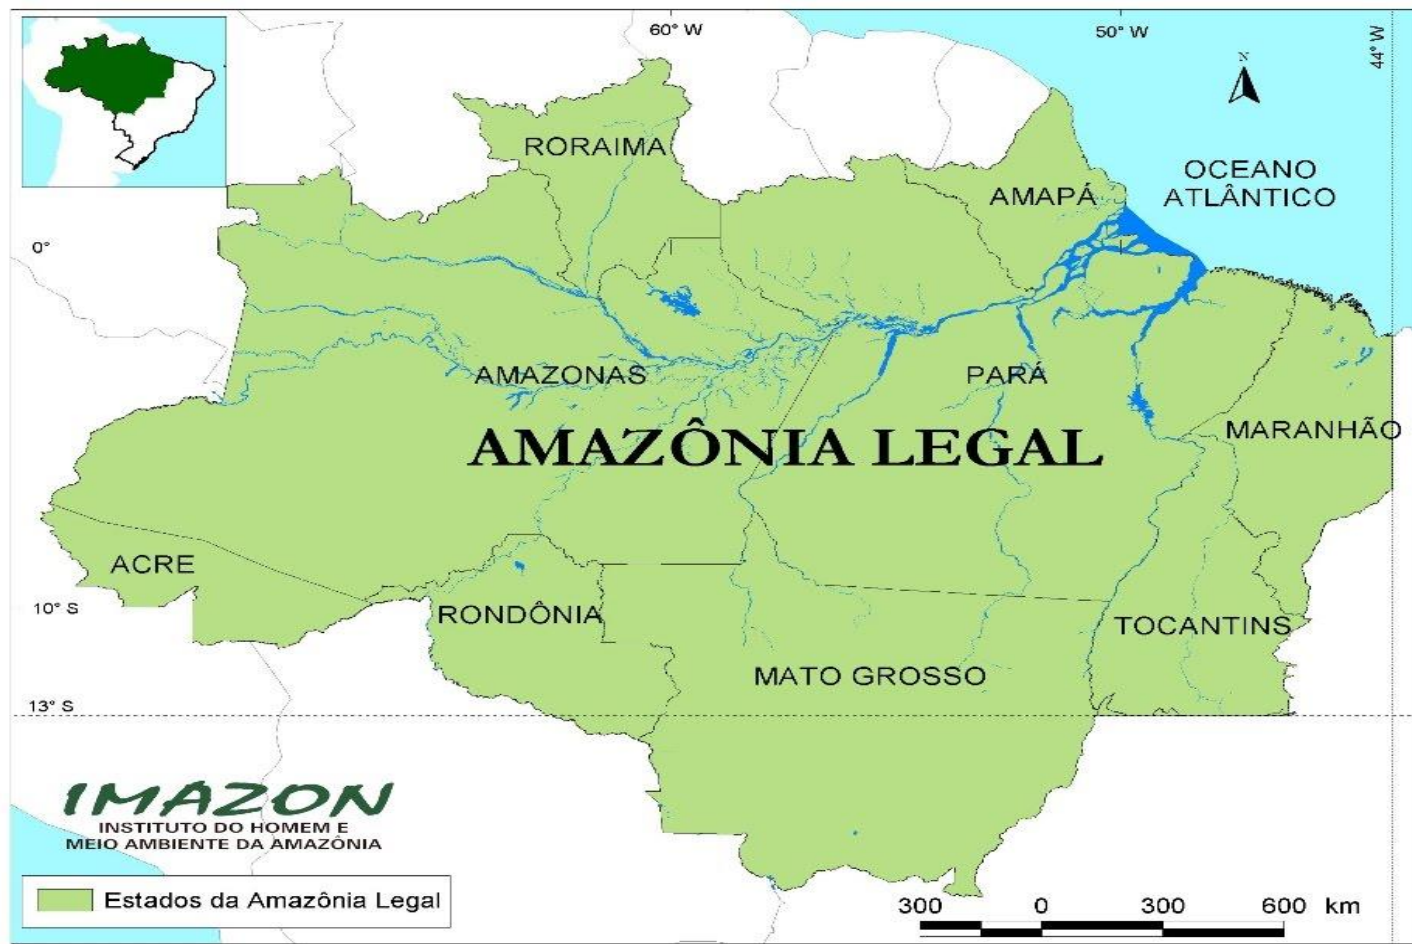 60° W
50° W
44° W
N
RORAIMA
AMAPÁ
OCEANO
ATLÂNTICO
0°
AMAZONAS
PARÁ
AMAZÔNIA LEGAL
MARANHÃO
ACRE
10° S
RONDÔNIA
TOCANTINS
MATO GROSSO
13° S
IMAZON
INSTITUTO DO HOMEM E
MEIO AMBIENTE DA AMAZÔNIA
Estados da Amazônia Legal
300 0 300 600 km